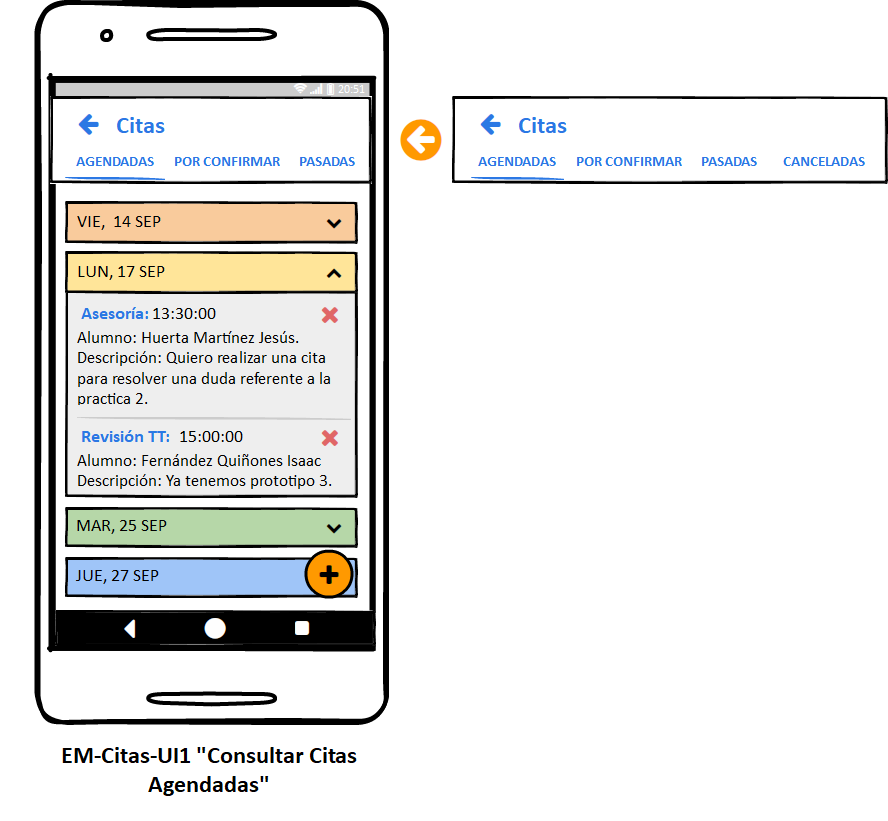 20:51
Citas
AGENDADAS POR CONFIRMAR PASADAS
Citas
AGENDADAS POR CONFIRMAR PASADAS CANCELADAS
VIE, 14 SEP
LUN, 17 SEP
Asesoría: 13:30:00
Alumno: Huerta Martínez Jesús.
Descripción: Quiero realizar una cita
para resolver una duda referente a la
practica 2.
Revisión TT: 15:00:00
Alumno: Fernández Quiñones Isaac
Descripción: Ya tenemos prototipo 3.
MAR, 25 SEP
JUE, 27 SEP
EM-Citas-UI1 "Consultar Citas
Agendadas"